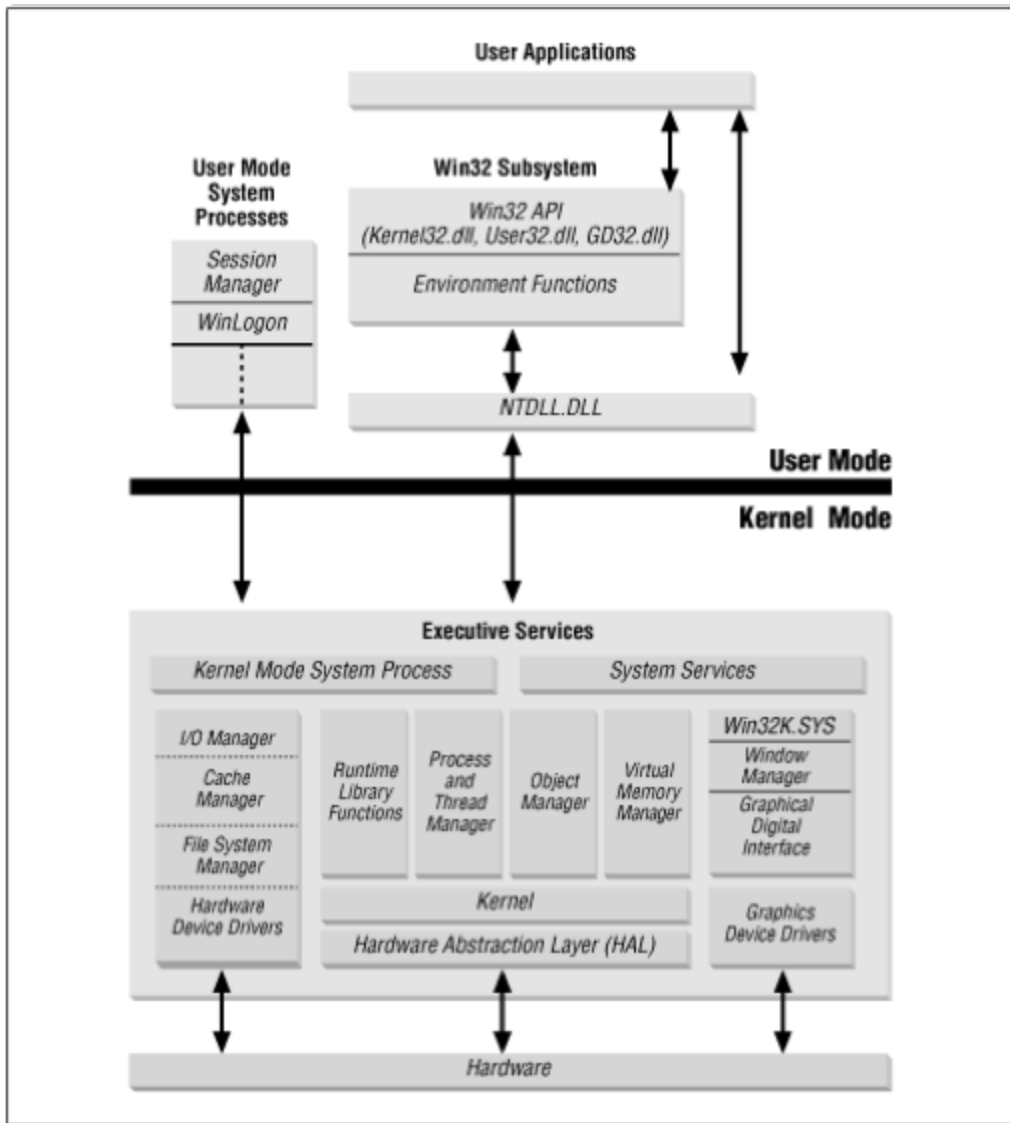 User Applications
User Mode
System
Processes
Session
Manager
WinLogon
Win32 Subsystem
Win32 API
(Kernel32.dll, User32.dll, GD32.dll)
Environment Functions
NTDLL.DLL
User Mode
Kernel Mode
Executive Services
Kernel Mode System Process
System Services
I/O Manager
Cache
Manager
File System
Manager
Hardware
Device Drivers
Runtime
Library
Functions
Process
and
Thread
Manager
Object
Manager
Virtual
Memory
Manager
Win32K.SYS
Window
Manager
Graphical
Digital
Interface
Kernel
Hardware Abstraction Layer (HAL)
Graphics
Device Drivers
Hardware